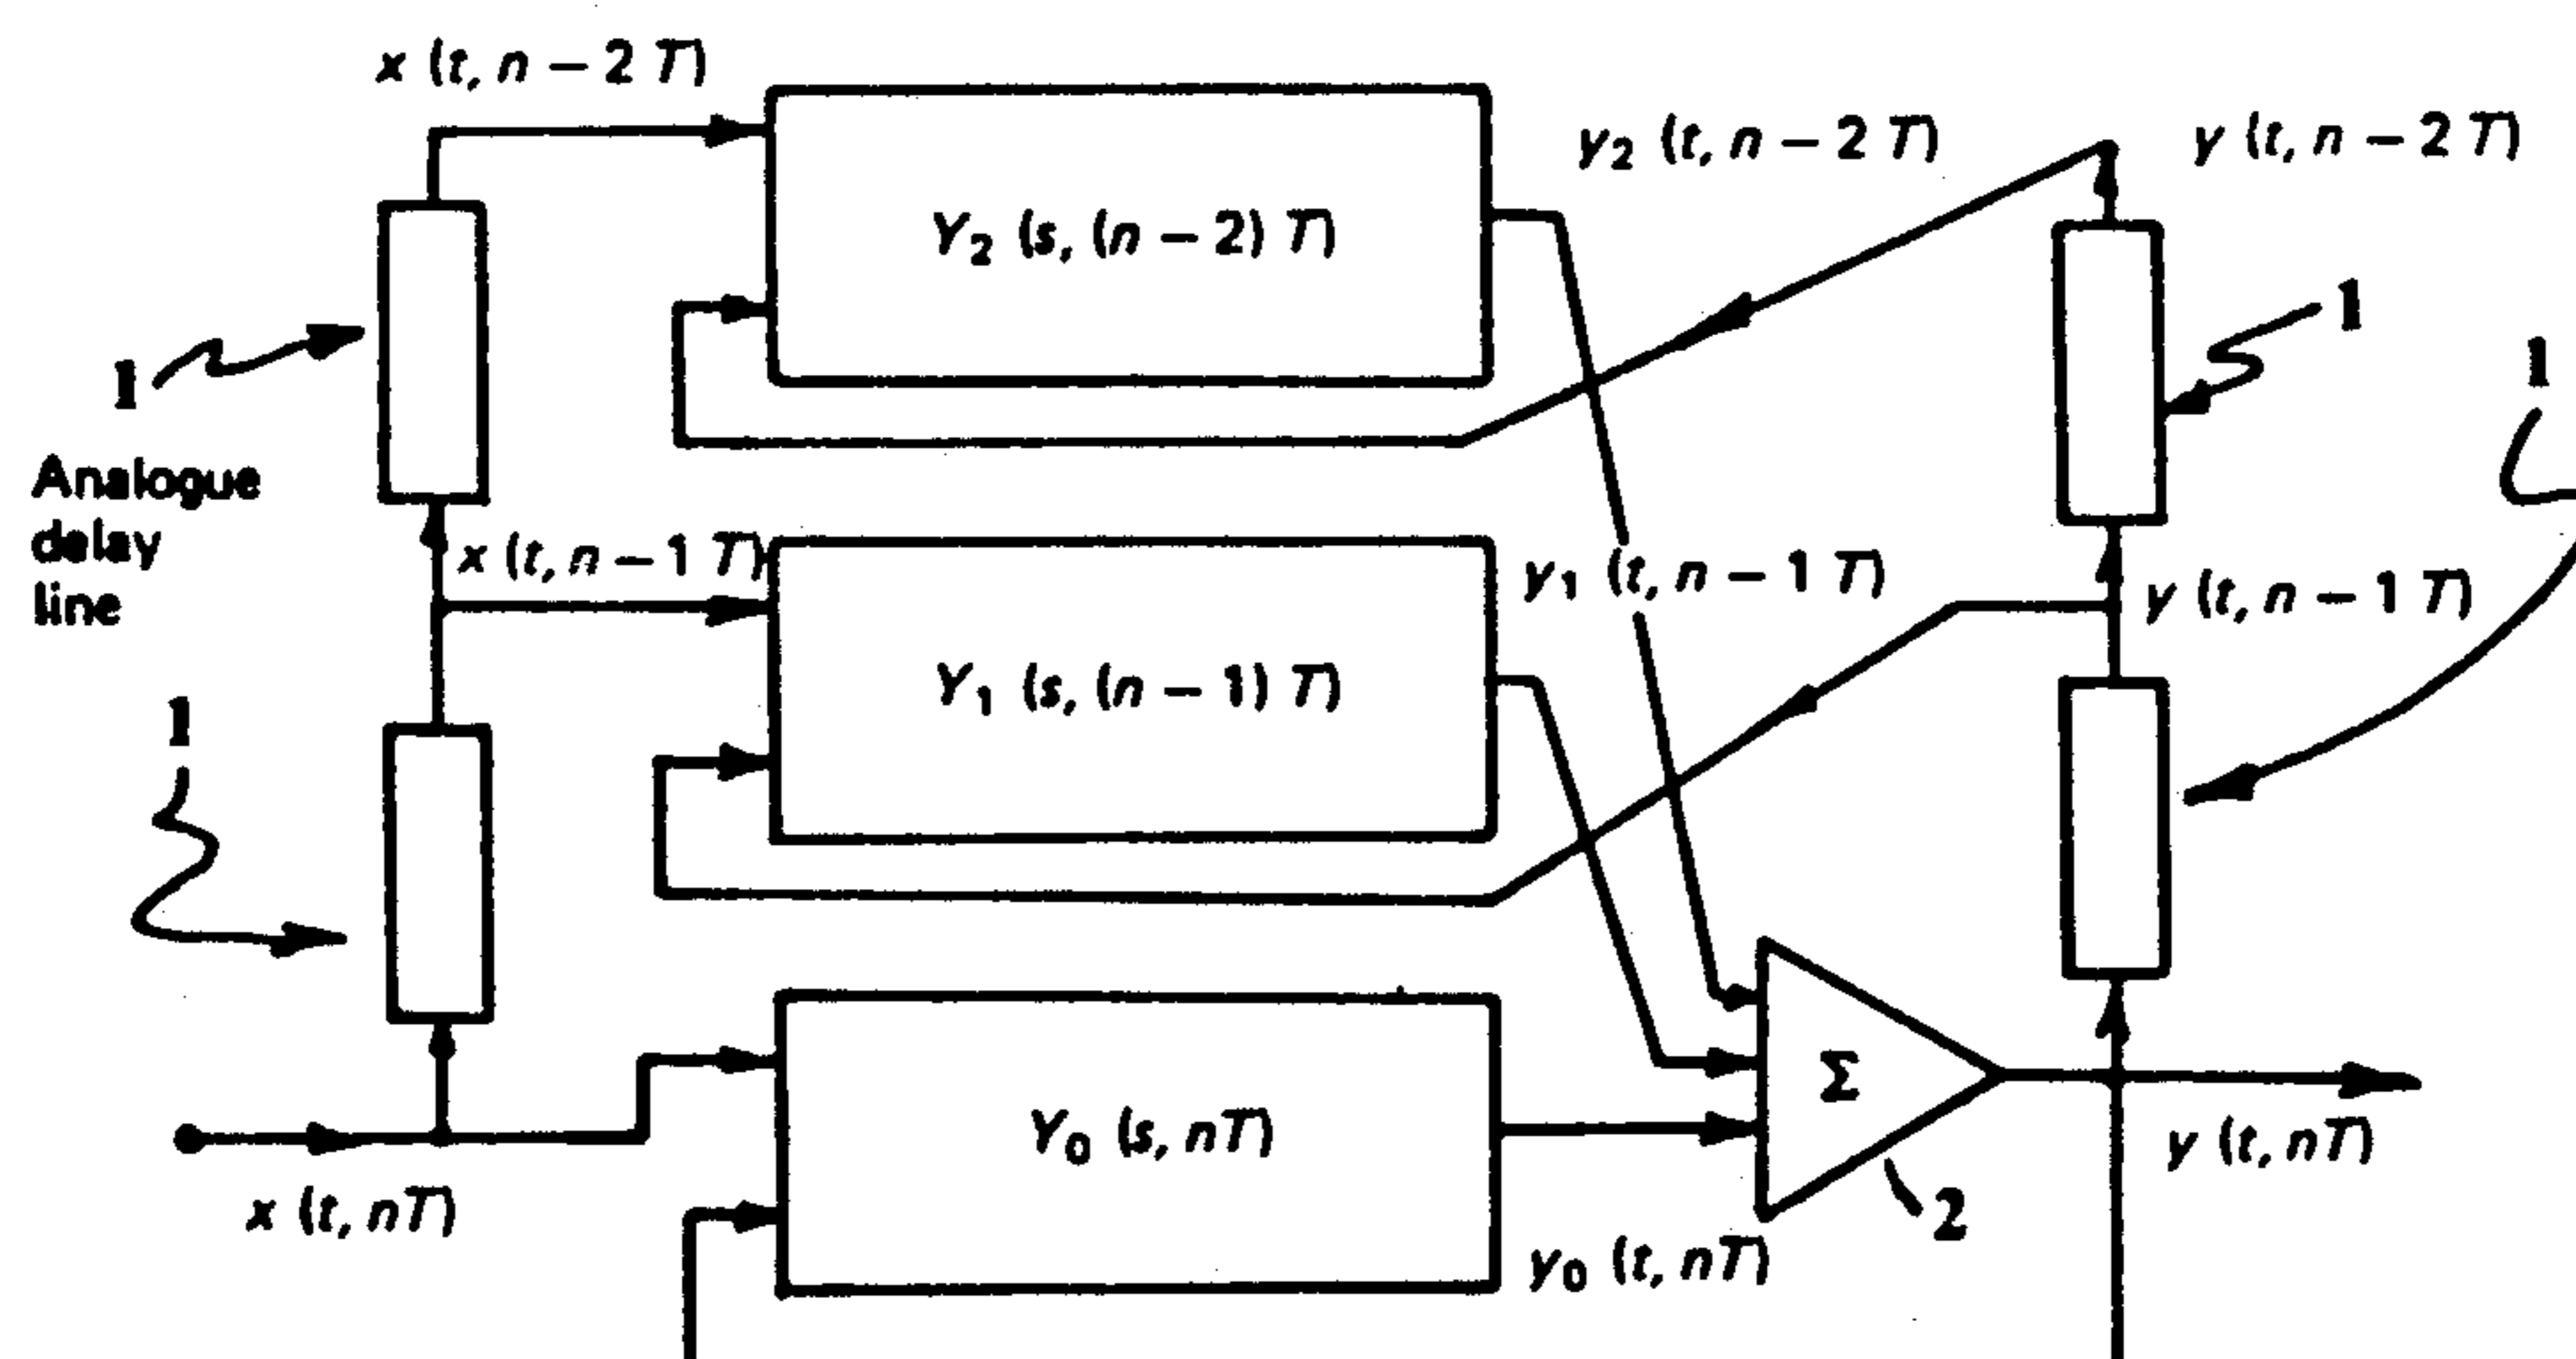 x (t, n − 2 T)
y₂ (t, n − 2 T)
y (t, n − 2 T)
Y₂ (s, (n − 2) T)
1
1
1
Analogue
delay
line
x (t, n − 1 T)
y₁ (t, n − 1 T)
y (t, n − 1 T)
Y₁ (s, (n − 1) T)
1
Σ
Y₀ (s, nT)
y (t, nT)
x (t, nT)
2
y₀ (t, nT)